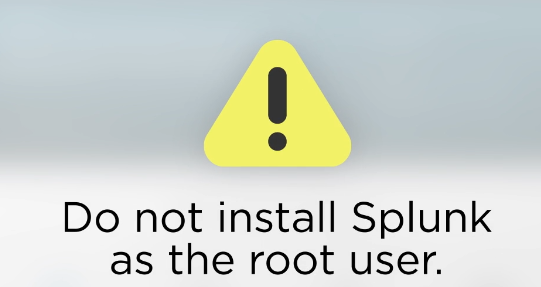 Do not install Splunk
as the root user.